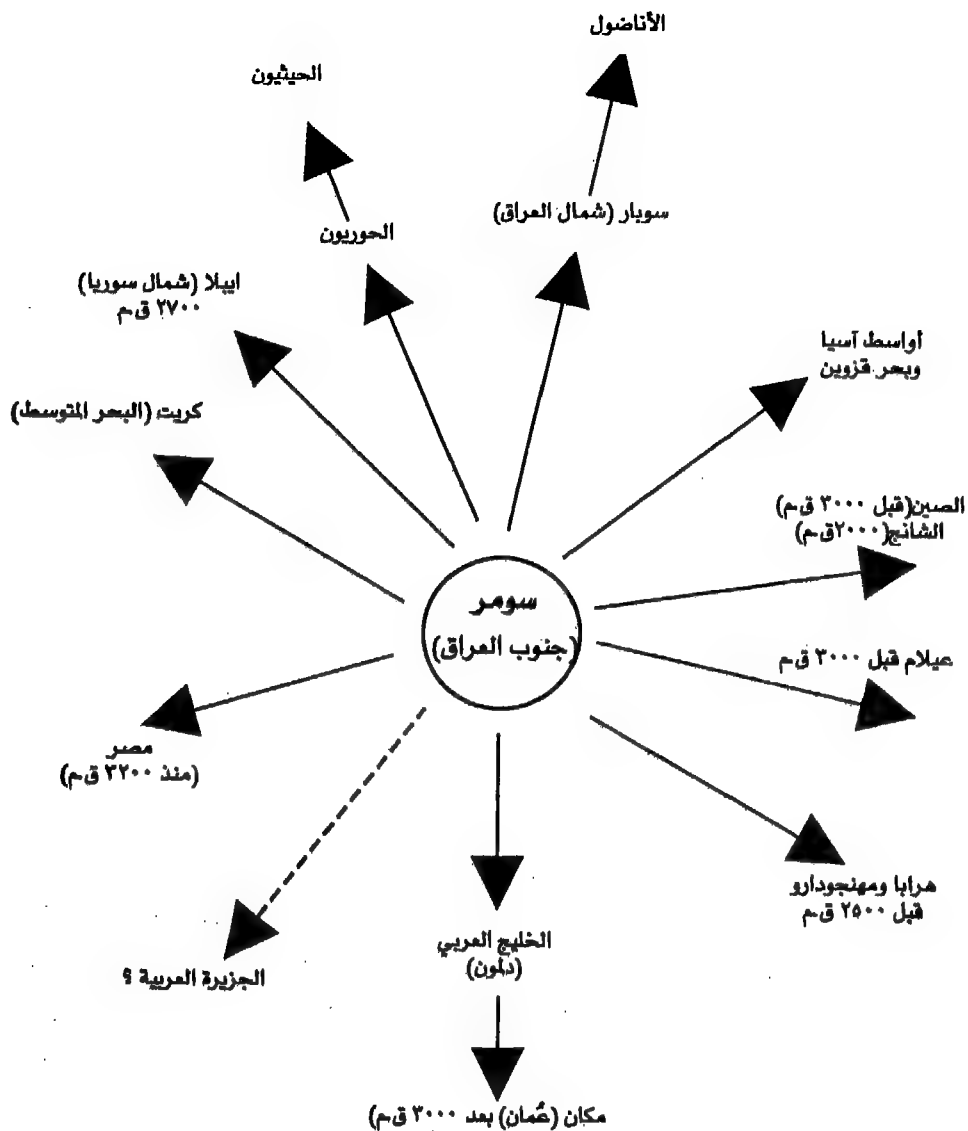 الأناضول
الحيثيون
سوبار (شمال العراق)
الحوريون
ايبلا (شمال سوريا)
٢٧٠٠ ق.م
أواسط آسيا
وبحر قزوين
كريت (البحر المتوسط)
الصين(قبل ٣٠٠٠ ق.م)
الشانج(٢٠٠٠ق.م)
سومر
(جنوب العراق)
عيلام قبل ٣٠٠٠ ق.م
مصر
(منذ ٣٢٠٠ ق.م)
هرابا ومهنجودارو
قبل ٢٥٠٠ ق.م
الخليج العربي
(دلمون)
الجزيرة العربية ؟
مكان (عُمان) بعد ٣٠٠٠ ق.م)